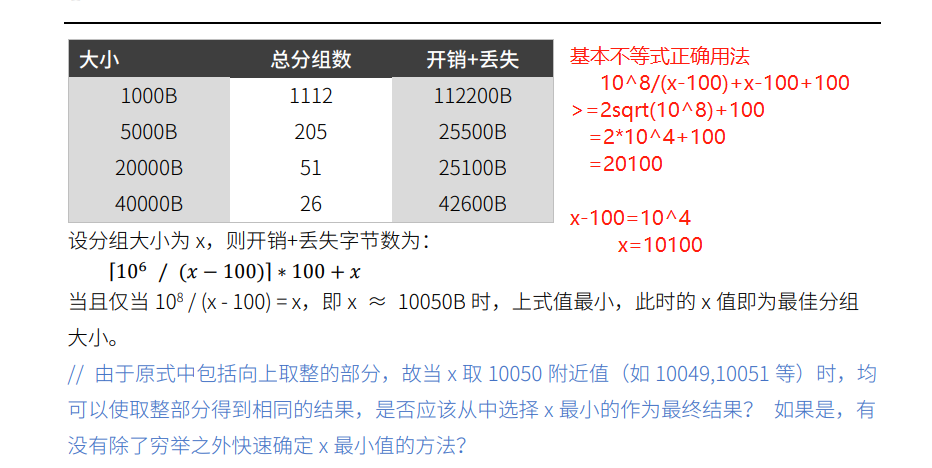 大小 总分组数 开销+丢失
1000B 1112 112200B
5000B 205 25500B
20000B 51 25100B
40000B 26 42600B
基本不等式正确用法
10^8/(x-100)+x-100+100
>=2sqrt(10^8)+100
=2*10^4+100
=20100
x-100=10^4
x=10100
设分组大小为 x，则开销+丢失字节数为：
⌈10⁶ / (x − 100)⌉ * 100 + x
当且仅当 10⁸ / (x - 100) = x，即 x ≈ 10050B 时，上式值最小，此时的 x 值即为最佳分组
大小。
// 由于原式中包括向上取整的部分，故当 x 取 10050 附近值（如 10049,10051 等）时，均
可以使取整部分得到相同的结果，是否应该从中选择 x 最小的作为最终结果？ 如果是，有
没有除了穷举之外快速确定 x 最小值的方法？